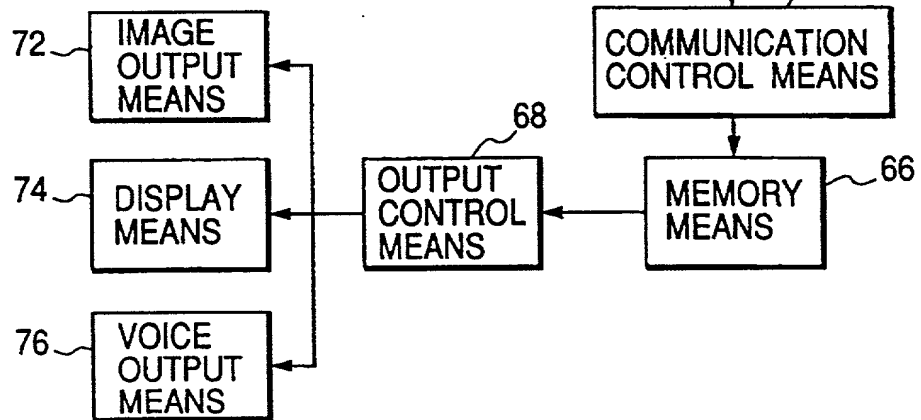 72
IMAGE
OUTPUT
MEANS
COMMUNICATION
CONTROL MEANS
68
74
DISPLAY
MEANS
OUTPUT
CONTROL
MEANS
MEMORY
MEANS
66
76
VOICE
OUTPUT
MEANS